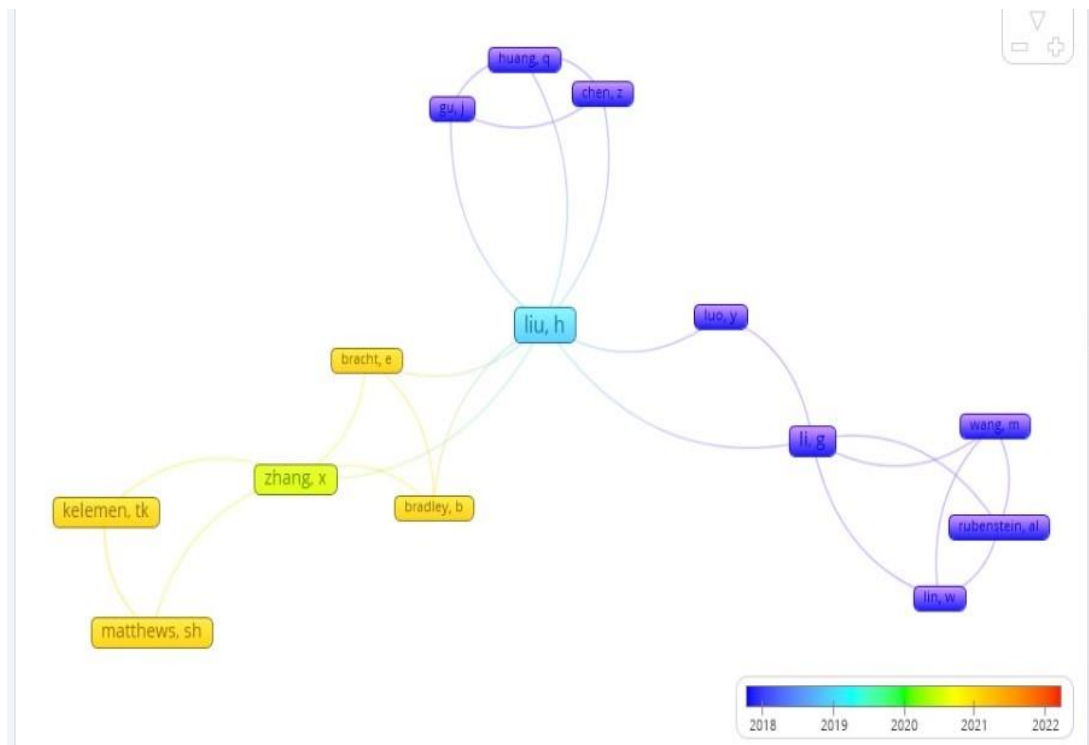 huang, q
chen, z
gu, j
liu, h
luo, y
bracht, e
wang, m
li, g
zhang, x
bradley, b
kelemen, tk
rubenstein, al
lin, w
matthews, sh
2018 2019 2020 2021 2022